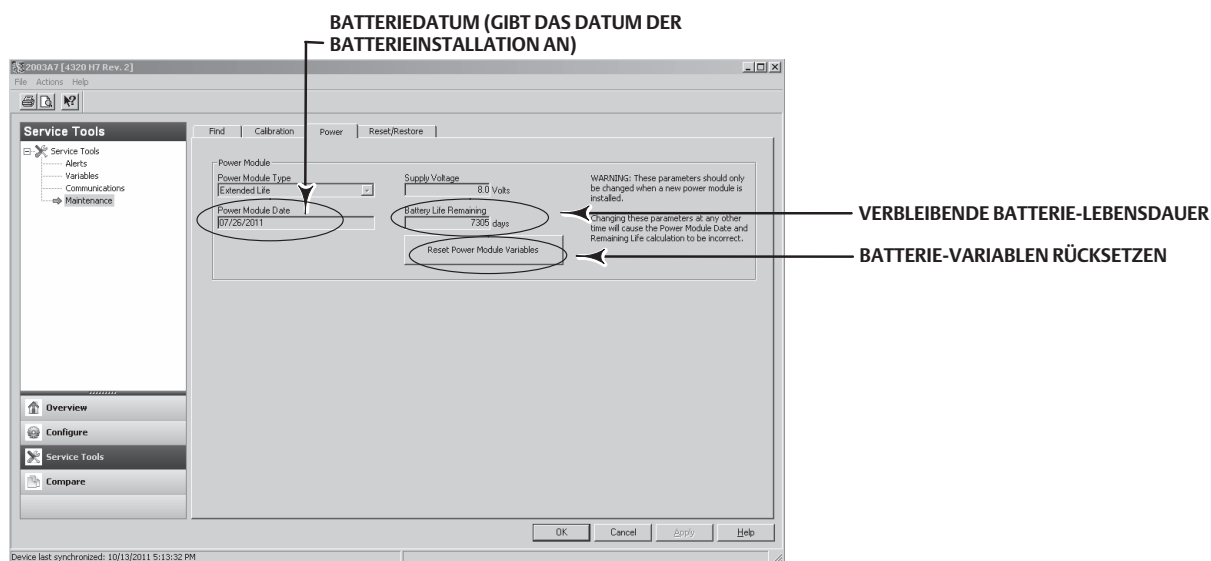 BATTERIEDATUM (GIBT DAS DATUM DER
BATTERIEINSTALLATION AN)
2003A7 [4320 H7 Rev. 2]
File Actions Help
Service Tools
Find Calibration Power Reset/Restore
Service Tools
Alerts
Variables
Communications
Maintenance
Power Module
Power Module Type
Extended Life
Supply Voltage
8.0 Volts
Power Module Date
07/26/2011
Battery Life Remaining
7305 days
Reset Power Module Variables
WARNING: These parameters should only
be changed when a new power module is
installed.
Changing these parameters at any other
time will cause the Power Module Date and
Remaining Life calculation to be incorrect.
VERBLEIBENDE BATTERIE-LEBENSDAUER
BATTERIE-VARIABLEN RÜCKSETZEN
Overview
Configure
Service Tools
Compare
OK Cancel Apply Help
Device last synchronized: 10/13/2011 5:13:32 PM